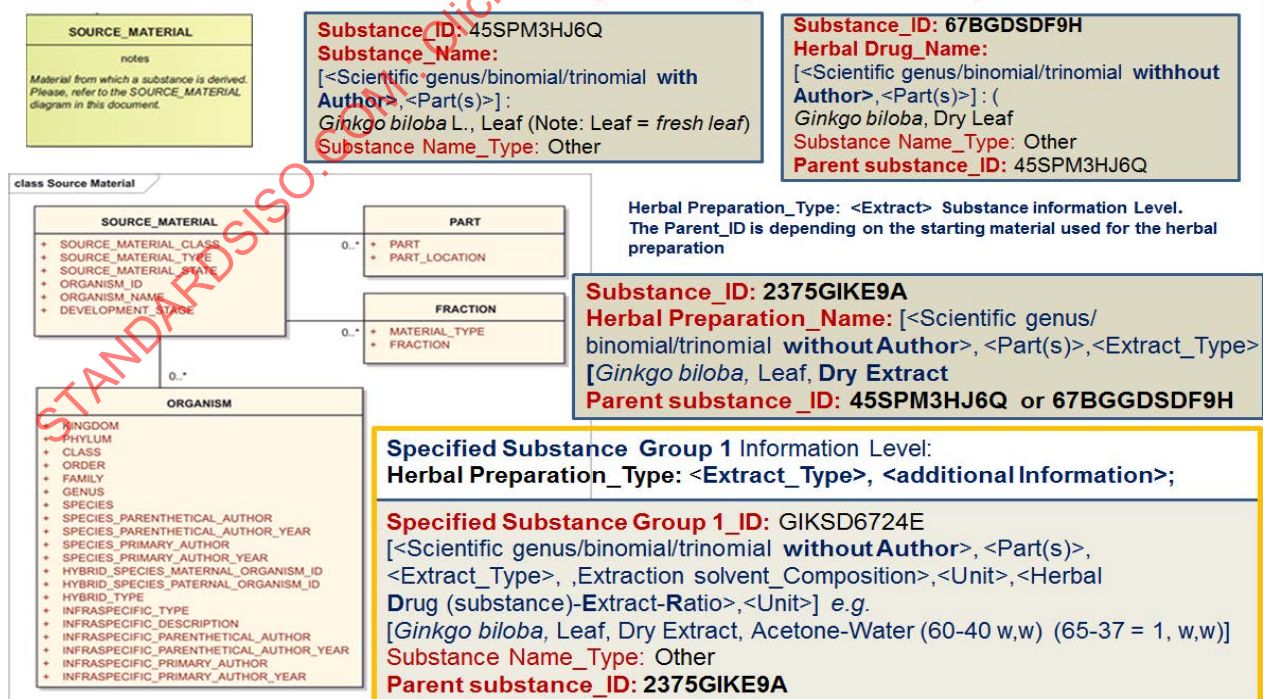 SOURCE_MATERIAL
notes
Material from which a substance is derived.
Please, refer to the SOURCE_MATERIAL
diagram in this document.
Substance_ID: 45SPM3HJ6Q
Substance_Name:
[<Scientific genus/binomial/trinomial with
Author>,<Part(s)>] :
Ginkgo biloba L., Leaf (Note: Leaf = fresh leaf)
Substance Name_Type: Other
Substance_ID: 67BGDSDF9H
Herbal Drug_Name:
[<Scientific genus/binomial/trinomial withhout
Author>,<Part(s)>] : (
Ginkgo biloba, Dry Leaf
Substance Name_Type: Other
Parent substance_ID: 45SPM3HJ6Q
class Source Material
SOURCE_MATERIAL
+ SOURCE_MATERIAL_CLASS
+ SOURCE_MATERIAL_TYPE
+ SOURCE_MATERIAL_STATE
+ ORGANISM_ID
+ ORGANISM_NAME
+ DEVELOPMENT_STAGE
0..*
PART
+ PART
+ PART_LOCATION
0..*
FRACTION
+ MATERIAL_TYPE
+ FRACTION
0..*
ORGANISM
+ KINGDOM
+ PHYLUM
+ CLASS
+ ORDER
+ FAMILY
+ GENUS
+ SPECIES
+ SPECIES_PARENTHETICAL_AUTHOR
+ SPECIES_PARENTHETICAL_AUTHOR_YEAR
+ SPECIES_PRIMARY_AUTHOR
+ SPECIES_PRIMARY_AUTHOR_YEAR
+ HYBRID_SPECIES_MATERNAL_ORGANISM_ID
+ HYBRID_SPECIES_PATERNAL_ORGANISM_ID
+ HYBRID_TYPE
+ INFRASPECIFIC_TYPE
+ INFRASPECIFIC_DESCRIPTION
+ INFRASPECIFIC_PARENTHETICAL_AUTHOR
+ INFRASPECIFIC_PARENTHETICAL_AUTHOR_YEAR
+ INFRASPECIFIC_PRIMARY_AUTHOR
+ INFRASPECIFIC_PRIMARY_AUTHOR_YEAR
Herbal Preparation_Type: <Extract> Substance information Level.
The Parent_ID is depending on the starting material used for the herbal
preparation
Substance_ID: 2375GIKE9A
Herbal Preparation_Name: [<Scientific genus/
binomial/trinomial without Author>, <Part(s)>,<Extract_Type>
[Ginkgo biloba, Leaf, Dry Extract
Parent substance _ID: 45SPM3HJ6Q or 67BGGDSDF9H
Specified Substance Group 1 Information Level:
Herbal Preparation_Type: <Extract_Type>, <additional Information>;
Specified Substance Group 1_ID: GIKSD6724E
[<Scientific genus/binomial/trinomial without Author>, <Part(s)>,
<Extract_Type>, ,Extraction solvent_Composition>,<Unit>,<Herbal
Drug (substance)-Extract-Ratio>,<Unit>] e.g.
[Ginkgo biloba, Leaf, Dry Extract, Acetone-Water (60-40 w,w) (65-37 = 1, w,w)]
Substance Name_Type: Other
Parent substance_ID: 2375GIKE9A
STANDARDSISO.COM : Clic